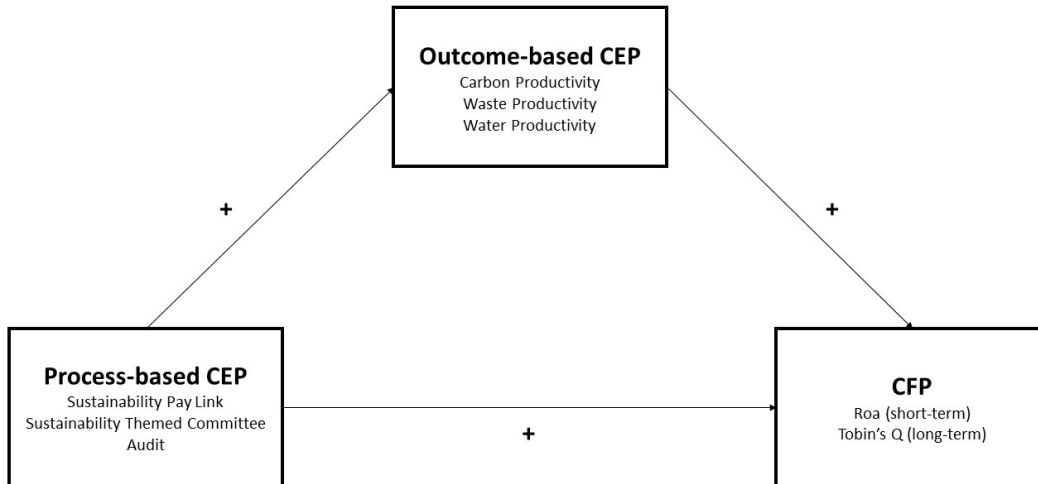 Outcome-based CEP
Carbon Productivity
Waste Productivity
Water Productivity
+
+
Process-based CEP
Sustainability Pay Link
Sustainability Themed Committee
Audit
+
CFP
Roa (short-term)
Tobin's Q (long-term)